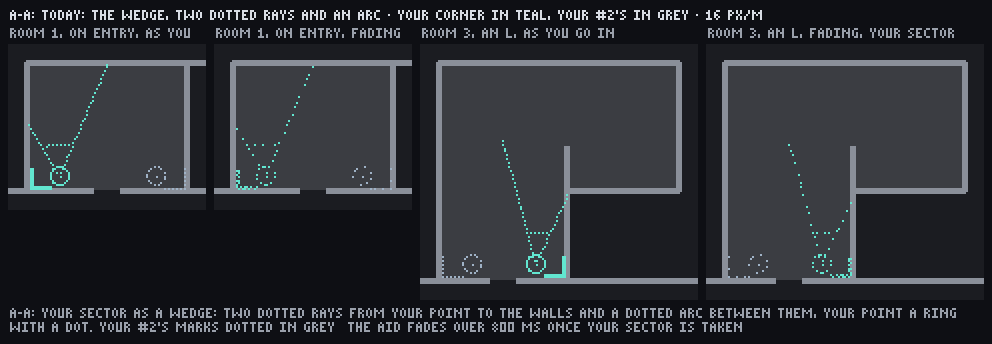 A-A: TODAY: THE WEDGE. TWO DOTTED RAYS AND AN ARC · YOUR CORNER IN TEAL, YOUR #2'S IN GREY · 16 PX/M
ROOM 1. ON ENTRY. AS YOU
ROOM 1. ON ENTRY. FADING
ROOM 3. AN L. AS YOU GO IN
ROOM 3. AN L. FADING. YOUR SECTOR
A-A: YOUR SECTOR AS A WEDGE: TWO DOTTED RAYS FROM YOUR POINT TO THE WALLS AND A DOTTED ARC BETWEEN THEM, YOUR POINT A RING
WITH A DOT. YOUR #2'S MARKS DOTTED IN GREY  THE AID FADES OVER 800 MS ONCE YOUR SECTOR IS TAKEN